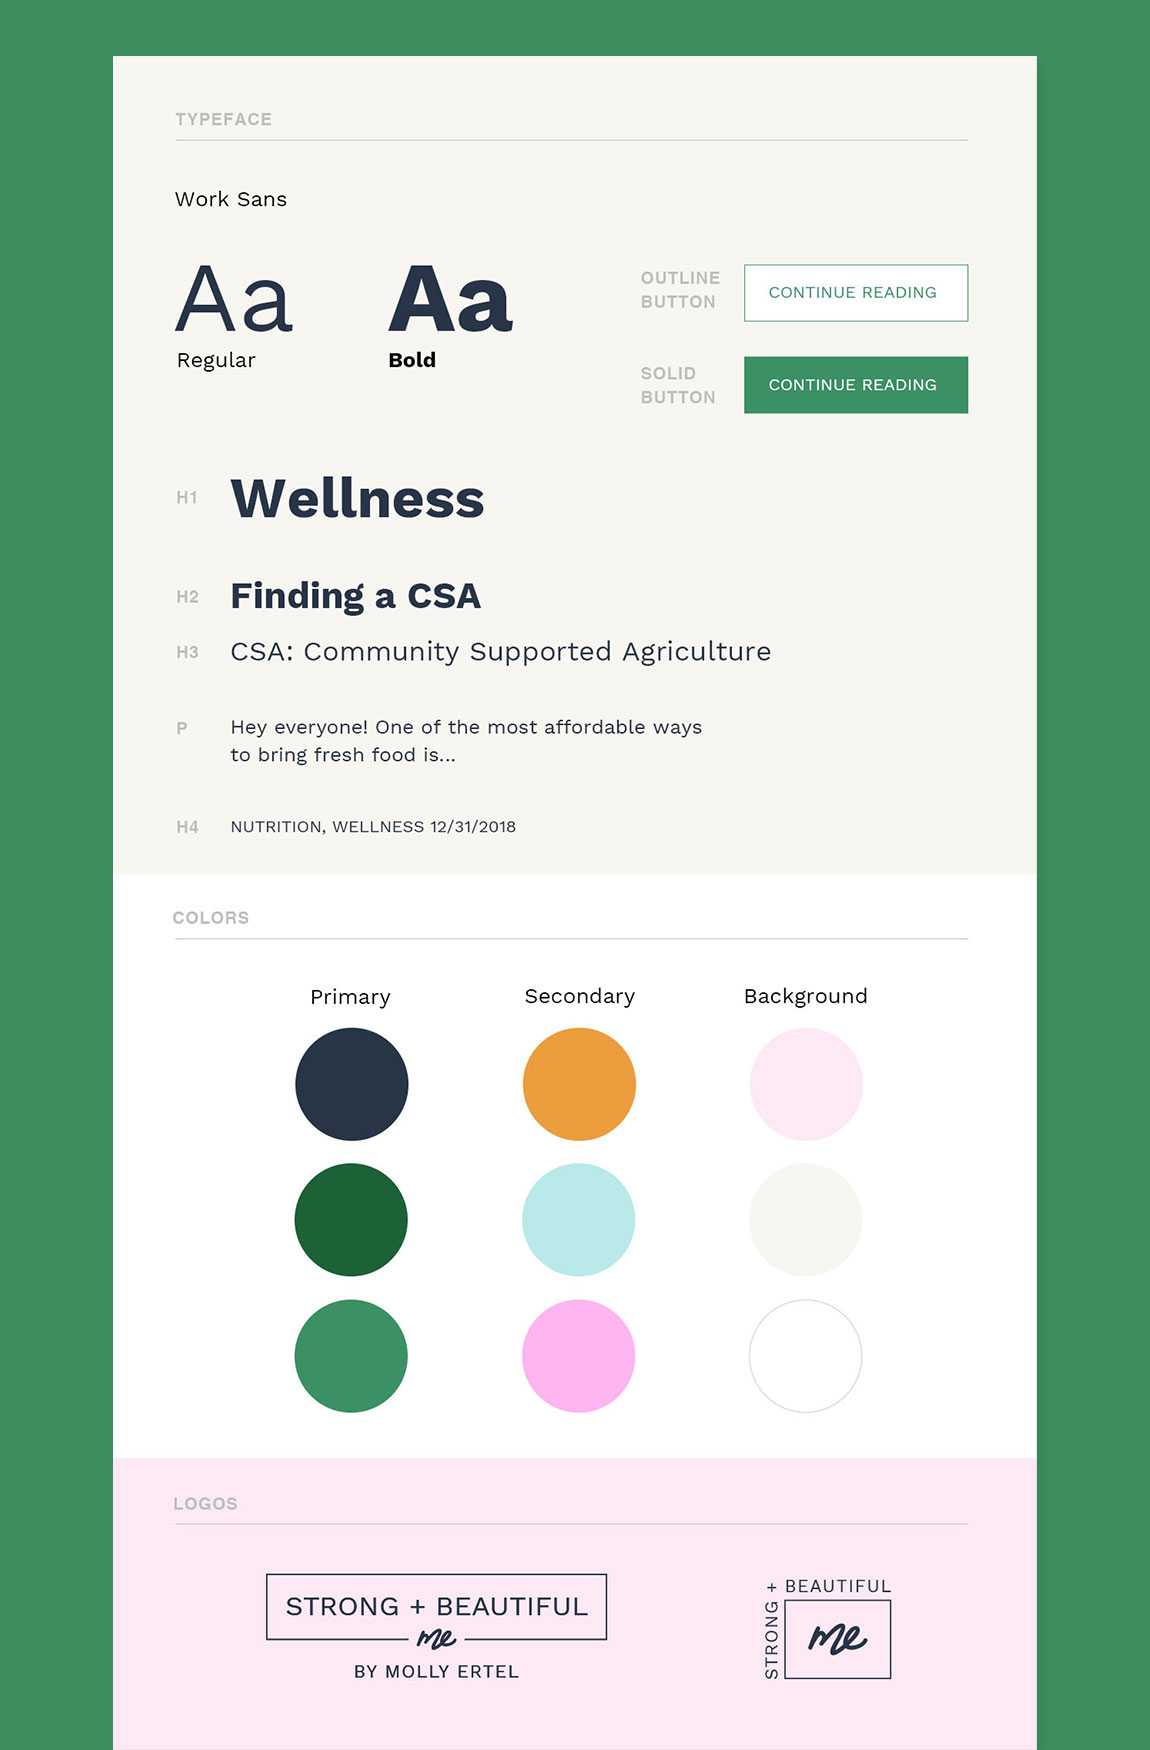 TYPEFACE
Work Sans
Aa
Regular
Aa
Bold
OUTLINE
BUTTON
CONTINUE READING
SOLID
BUTTON
CONTINUE READING
H1 Wellness
H2 Finding a CSA
H3 CSA: Community Supported Agriculture
P Hey everyone! One of the most affordable ways
to bring fresh food is...
H4 NUTRITION, WELLNESS 12/31/2018
COLORS
Primary Secondary Background
LOGOS
STRONG + BEAUTIFUL
me
BY MOLLY ERTEL
STRONG
+ BEAUTIFUL
me